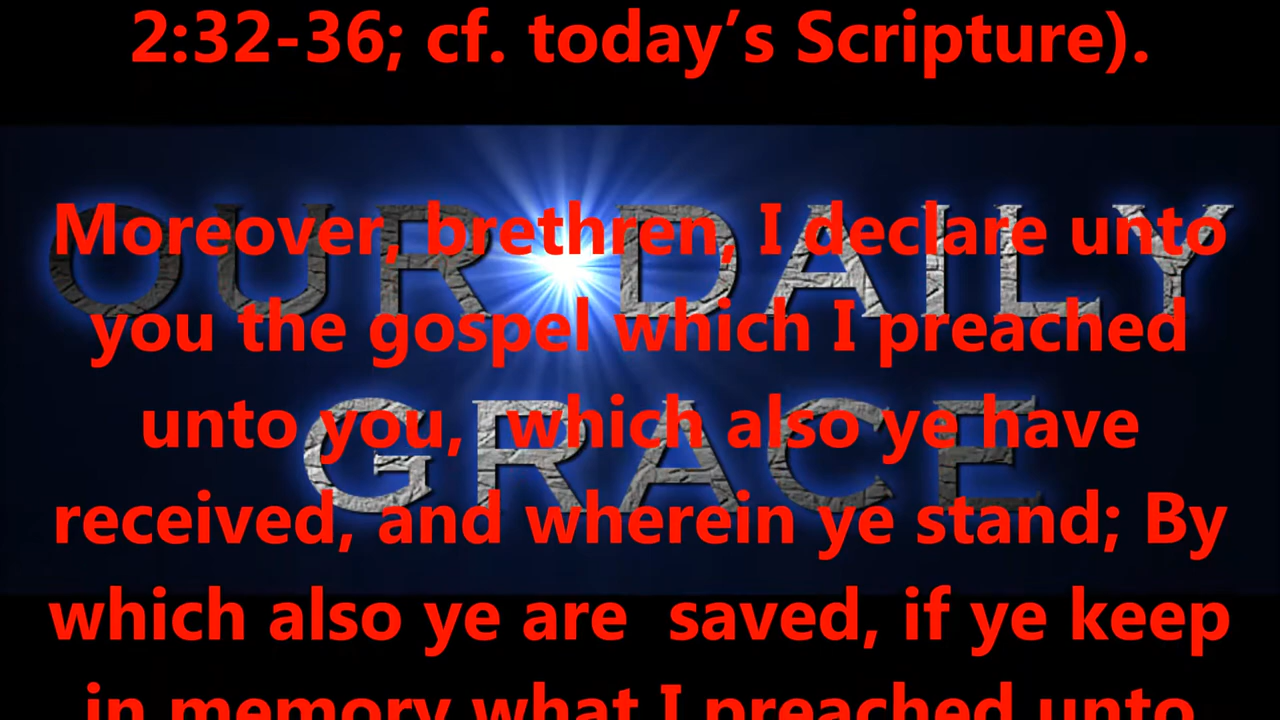 2:32-36; cf. today’s Scripture).
OUR DAILY
GRACE
Moreover, brethren, I declare unto
you the gospel which I preached
unto you, which also ye have
received, and wherein ye stand; By
which also ye are saved, if ye keep
in memory what I preached unto